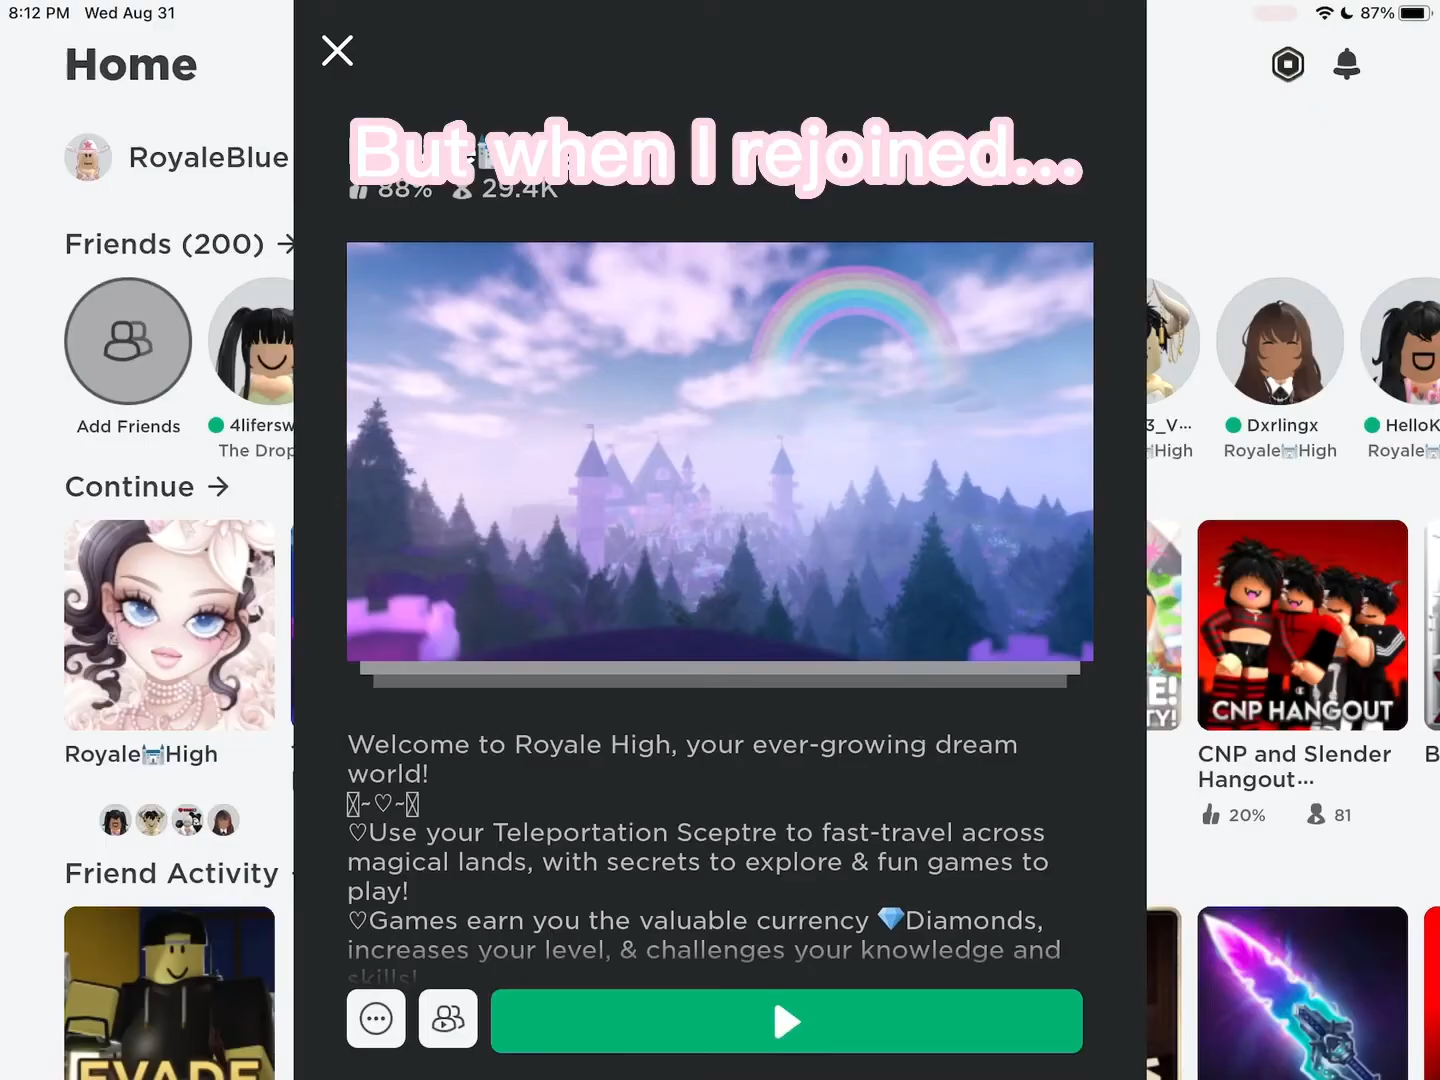 8:12 PM Wed Aug 31
87%
Home
RoyaleBlue
But when I rejoined...
88% 29.4K
Friends (200) →
Add Friends
4lifersw
The Drop
3_V...
High
Dxrlingx
Royale🏰High
HelloK
Royale🏰
Continue →
Royale🏰High
E!
TY!
CNP HANGOUT
CNP and Slender
Hangout...
20% 81
B
Welcome to Royale High, your ever-growing dream
world!
~♡~
♡Use your Teleportation Sceptre to fast-travel across
magical lands, with secrets to explore & fun games to
play!
♡Games earn you the valuable currency 💎Diamonds,
increases your level, & challenges your knowledge and
skills!
Friend Activity
EVADE